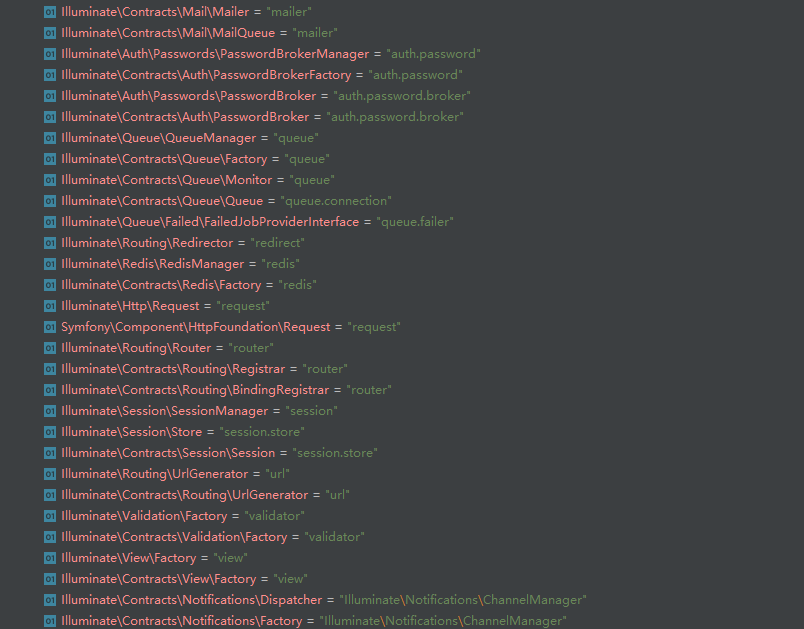 01 Illuminate\Contracts\Mail\Mailer = "mailer"
01 Illuminate\Contracts\Mail\MailQueue = "mailer"
01 Illuminate\Auth\Passwords\PasswordBrokerManager = "auth.password"
01 Illuminate\Contracts\Auth\PasswordBrokerFactory = "auth.password"
01 Illuminate\Auth\Passwords\PasswordBroker = "auth.password.broker"
01 Illuminate\Contracts\Auth\PasswordBroker = "auth.password.broker"
01 Illuminate\Queue\QueueManager = "queue"
01 Illuminate\Contracts\Queue\Factory = "queue"
01 Illuminate\Contracts\Queue\Monitor = "queue"
01 Illuminate\Contracts\Queue\Queue = "queue.connection"
01 Illuminate\Queue\Failed\FailedJobProviderInterface = "queue.failer"
01 Illuminate\Routing\Redirector = "redirect"
01 Illuminate\Redis\RedisManager = "redis"
01 Illuminate\Contracts\Redis\Factory = "redis"
01 Illuminate\Http\Request = "request"
01 Symfony\Component\HttpFoundation\Request = "request"
01 Illuminate\Routing\Router = "router"
01 Illuminate\Contracts\Routing\Registrar = "router"
01 Illuminate\Contracts\Routing\BindingRegistrar = "router"
01 Illuminate\Session\SessionManager = "session"
01 Illuminate\Session\Store = "session.store"
01 Illuminate\Contracts\Session\Session = "session.store"
01 Illuminate\Routing\UrlGenerator = "url"
01 Illuminate\Contracts\Routing\UrlGenerator = "url"
01 Illuminate\Validation\Factory = "validator"
01 Illuminate\Contracts\Validation\Factory = "validator"
01 Illuminate\View\Factory = "view"
01 Illuminate\Contracts\View\Factory = "view"
01 Illuminate\Contracts\Notifications\Dispatcher = "Illuminate\Notifications\ChannelManager"
01 Illuminate\Contracts\Notifications\Factory = "Illuminate\Notifications\ChannelManager"